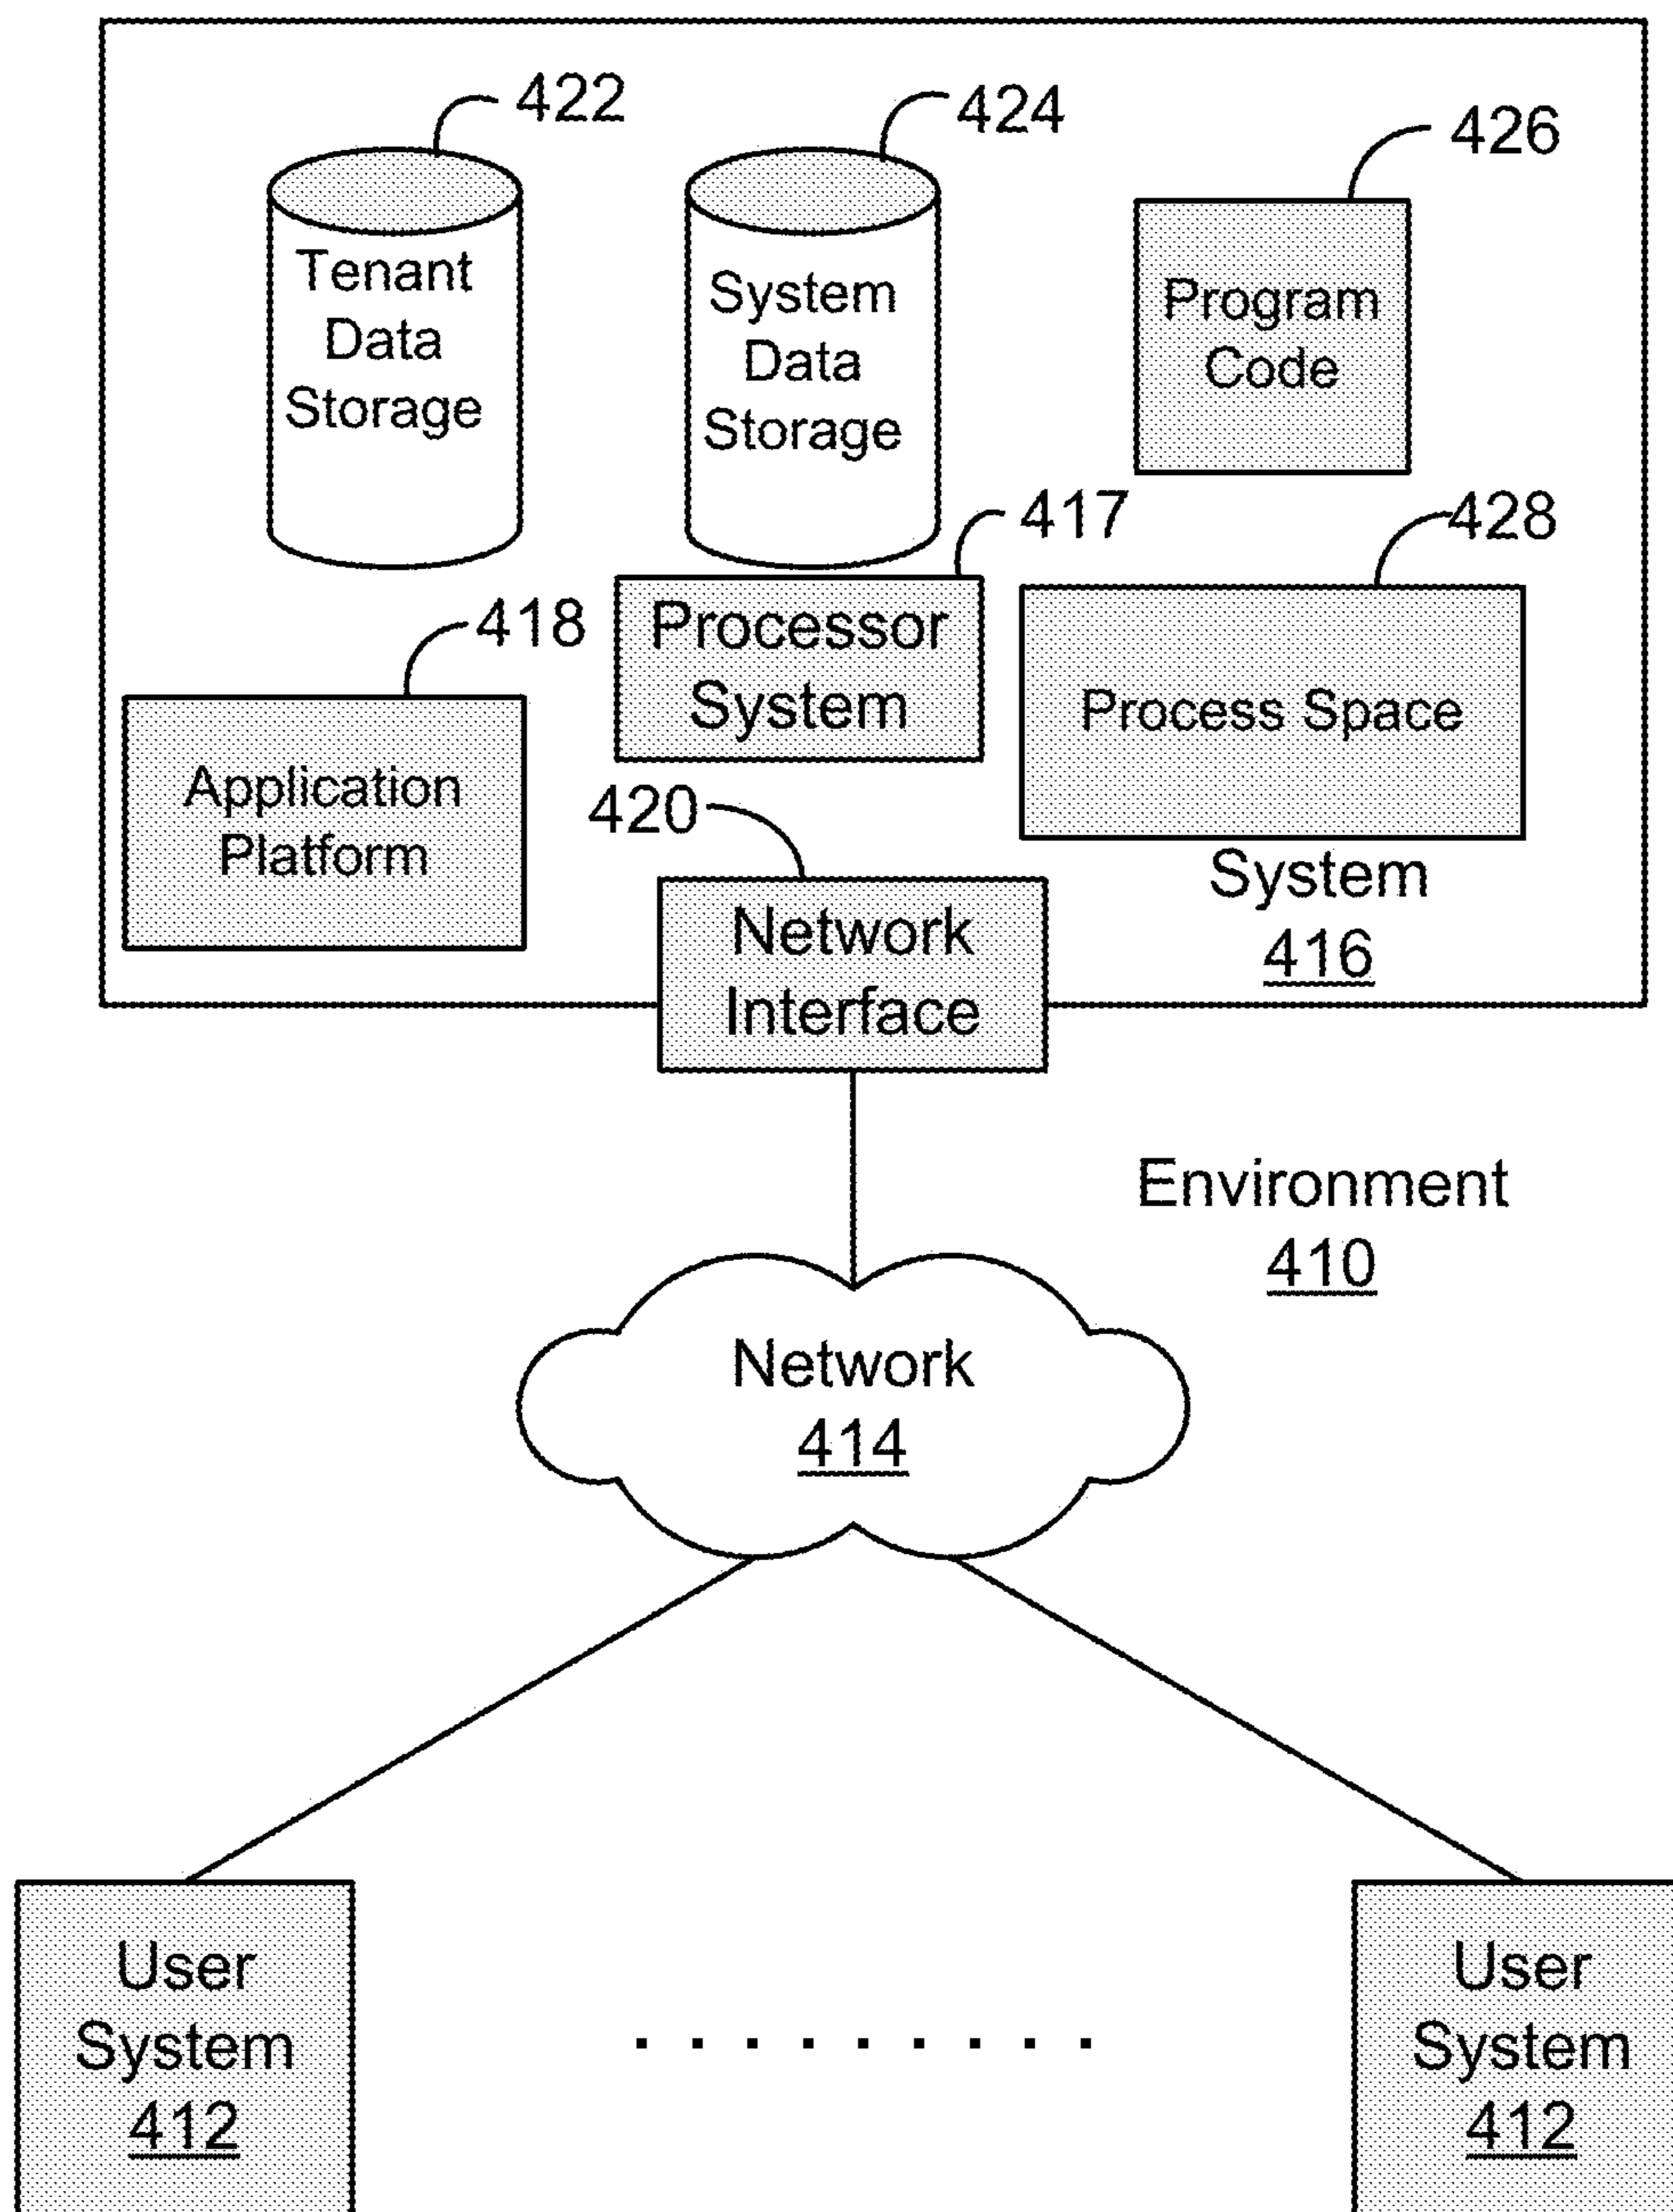 422
424
426
Tenant
Data
Storage
System
Data
Storage
Program
Code
417
428
418
Processor
System
Process Space
Application
Platform
420
System
416
Network
Interface
Environment
410
Network
414
User
System
412
. . . . . . . . .
User
System
412